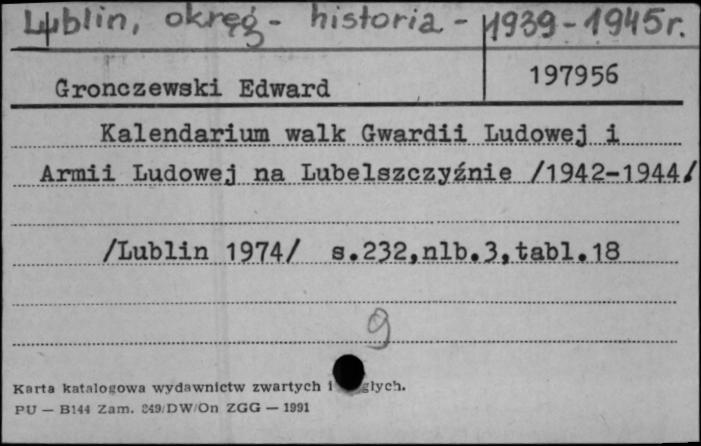 Lublin, okręg - historia - 1939-1945r.
Gronczewski Edward 197956
Kalendarium walk Gwardii Ludowej i
Armii Ludowej na Lubelszczyźnie /1942-1944/
/Lublin 1974/ s.232,nlb.3,tabl.18
9
Karta katalogowa wydawnictw zwartych i
PU — B144 Zam. 849/DW/On ZGG — 1991